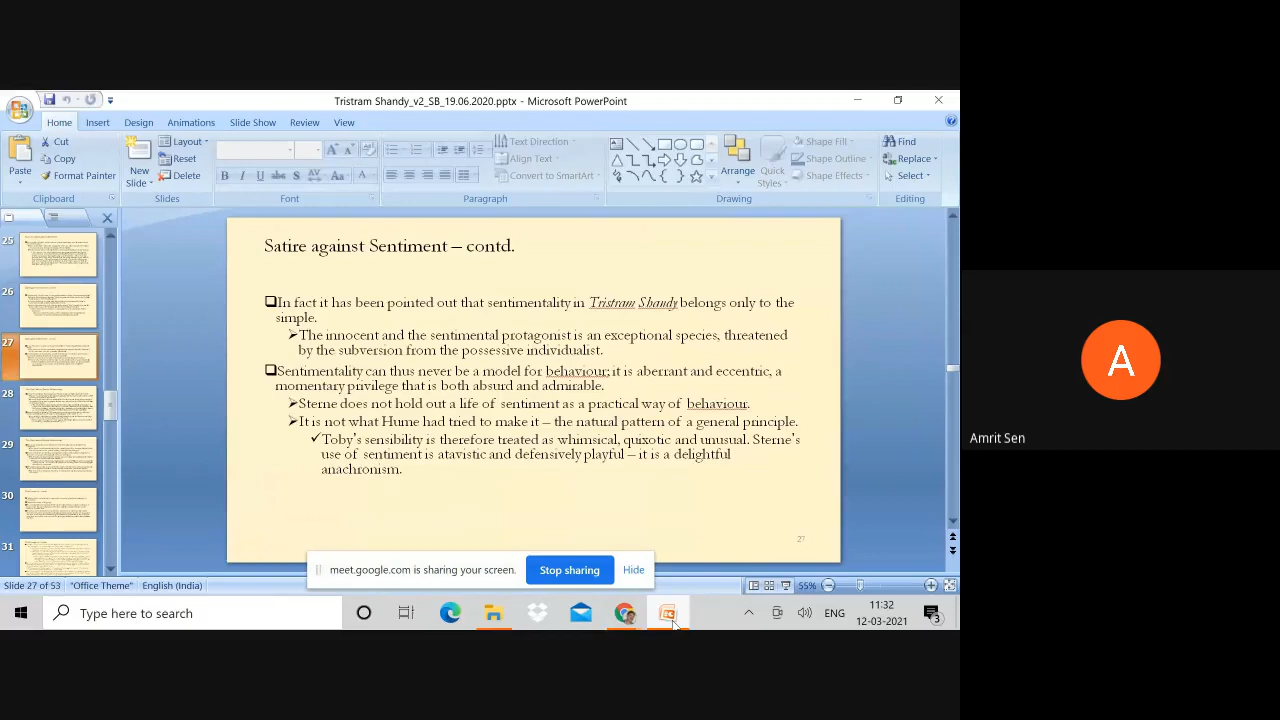 Tristram Shandy_v2_SB_19.06.2020.pptx - Microsoft PowerPoint
Home Insert Design Animations Slide Show Review View
Paste
Cut
Copy
Format Painter
Clipboard
New
Slide
Layout
Reset
Delete
Slides
B I U abc S AV Aa A
Font
Text Direction
Align Text
Convert to SmartArt
Paragraph
Arrange
Quick
Styles
Shape Fill
Shape Outline
Shape Effects
Drawing
Find
Replace
Select
Editing
25
26
27
28
29
30
31
Satire against Sentiment – contd.
In fact it has been pointed out that sentimentality in Tristram Shandy belongs only to the
simple.
The innocent and the sentimental protagonist is an exceptional species, threatened
by the subversion from the possessive individualist.
Sentimentality can thus never be a model for behaviour; it is aberrant and eccentric, a
momentary privilege that is both absurd and admirable.
Sterne does not hold out a life of sentiment as a practical way of behaviour.
It is not what Hume had tried to make it – the natural pattern of a general principle.
Toby's sensibility is therefore treated as whimsical, quixotic and unusual. Sterne's
use of sentiment is atavistic and defensively playful – it is a delightful
anachronism.
27
meet.google.com is sharing your screen.
Stop sharing
Hide
Slide 27 of 53 "Office Theme" English (India)
55%
Type here to search
ENG
11:32
12-03-2021
3
A
Amrit Sen